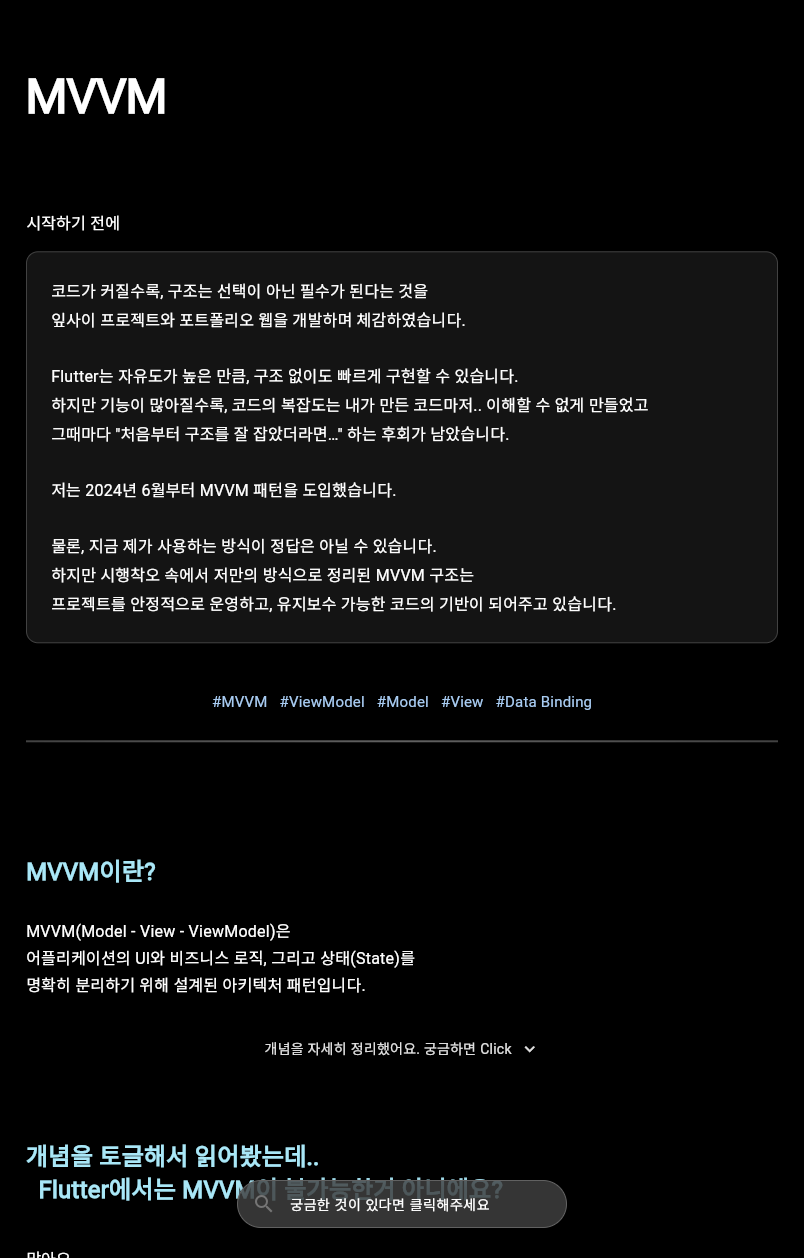 MVVM
시작하기 전에
코드가 커질수록, 구조는 선택이 아닌 필수가 된다는 것을
잎사이 프로젝트와 포트폴리오 웹을 개발하며 체감하였습니다.
Flutter는 자유도가 높은 만큼, 구조 없이도 빠르게 구현할 수 있습니다.
하지만 기능이 많아질수록, 코드의 복잡도는 내가 만든 코드마저.. 이해할 수 없게 만들었고
그때마다 "처음부터 구조를 잘 잡았더라면…" 하는 후회가 남았습니다.
저는 2024년 6월부터 MVVM 패턴을 도입했습니다.
물론, 지금 제가 사용하는 방식이 정답은 아닐 수 있습니다.
하지만 시행착오 속에서 저만의 방식으로 정리된 MVVM 구조는
프로젝트를 안정적으로 운영하고, 유지보수 가능한 코드의 기반이 되어주고 있습니다.
#MVVM #ViewModel #Model #View #Data Binding
MVVM이란?
MVVM(Model - View - ViewModel)은
어플리케이션의 UI와 비즈니스 로직, 그리고 상태(State)를
명확히 분리하기 위해 설계된 아키텍처 패턴입니다.
개념을 자세히 정리했어요. 궁금하면 Click
개념을 토글해서 읽어봤는데..
Flutter에서는 MVVM이 불가능한거 아니에요?
궁금한 것이 있다면 클릭해주세요